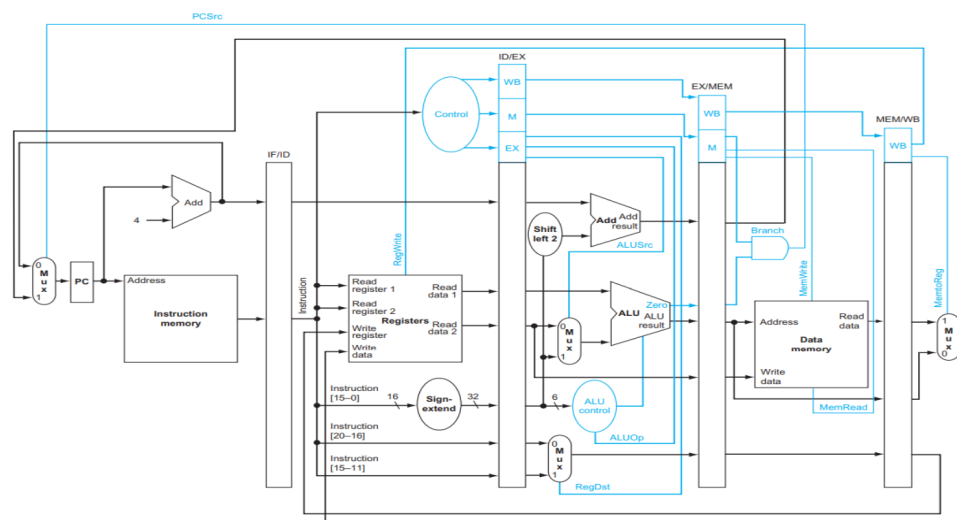 PCSrc
ID/EX
WB
EX/MEM
Control
M
WB
MEM/WB
EX
M
WB
IF/ID
Add
4
RegWrite
Shift
left 2
Add
Add
result
ALUSrc
Branch
MemWrite
MemtoReg
0
M
u
x
1
PC
Address
Instruction
memory
Instruction
Read
register 1
Read
data 1
Read
register 2
Registers
Write
register
Read
data 2
Write
data
0
M
u
x
1
Zero
ALU
ALU
result
Address
Read
data
Data
memory
Write
data
1
M
u
x
0
Instruction
[15–0]
16
Sign-
extend
32
6
ALU
control
MemRead
Instruction
[20–16]
ALUOp
0
M
u
x
1
Instruction
[15–11]
RegDst